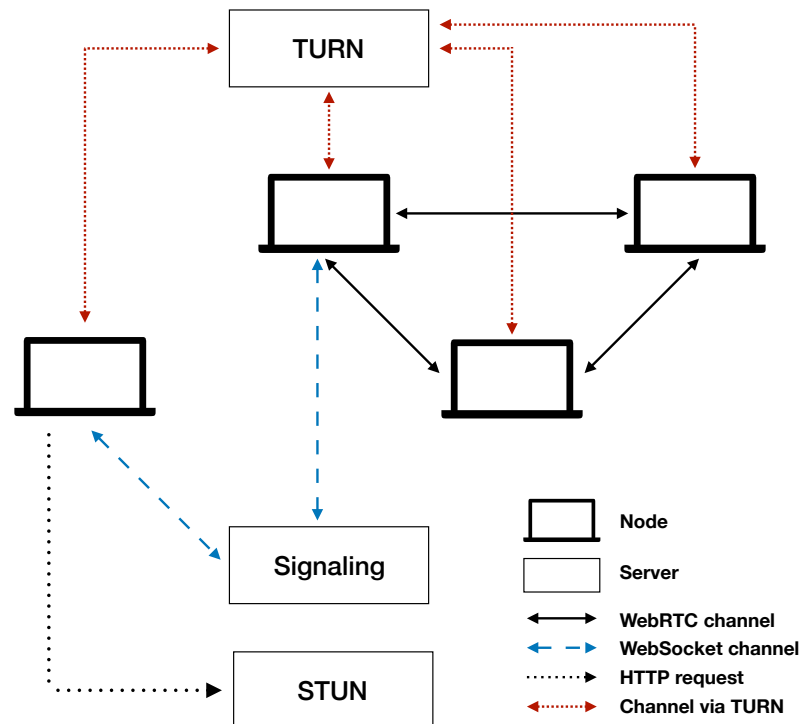 TURN
Signaling
STUN
Node
Server
WebRTC channel
WebSocket channel
HTTP request
Channel via TURN